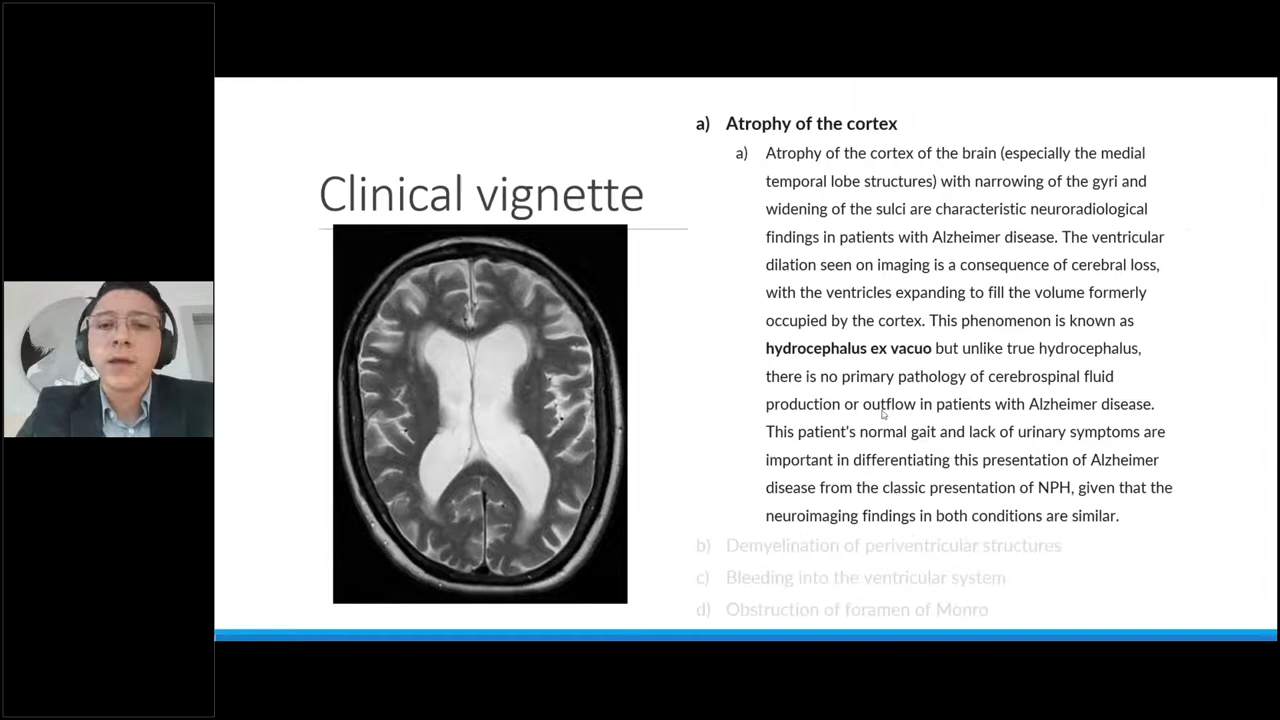 Clinical vignette
a) Atrophy of the cortex
a) Atrophy of the cortex of the brain (especially the medial
temporal lobe structures) with narrowing of the gyri and
widening of the sulci are characteristic neuroradiological
findings in patients with Alzheimer disease. The ventricular
dilation seen on imaging is a consequence of cerebral loss,
with the ventricles expanding to fill the volume formerly
occupied by the cortex. This phenomenon is known as
hydrocephalus ex vacuo but unlike true hydrocephalus,
there is no primary pathology of cerebrospinal fluid
production or outflow in patients with Alzheimer disease.
This patient's normal gait and lack of urinary symptoms are
important in differentiating this presentation of Alzheimer
disease from the classic presentation of NPH, given that the
neuroimaging findings in both conditions are similar.
b) Demyelination of periventricular structures
c) Bleeding into the ventricular system
d) Obstruction of foramen of Monro